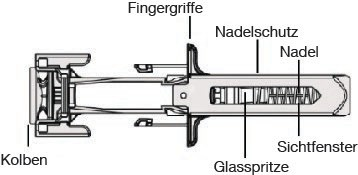 Fingergriffe
Nadelschutz
Nadel
Kolben
Sichtfenster
Glasspritze